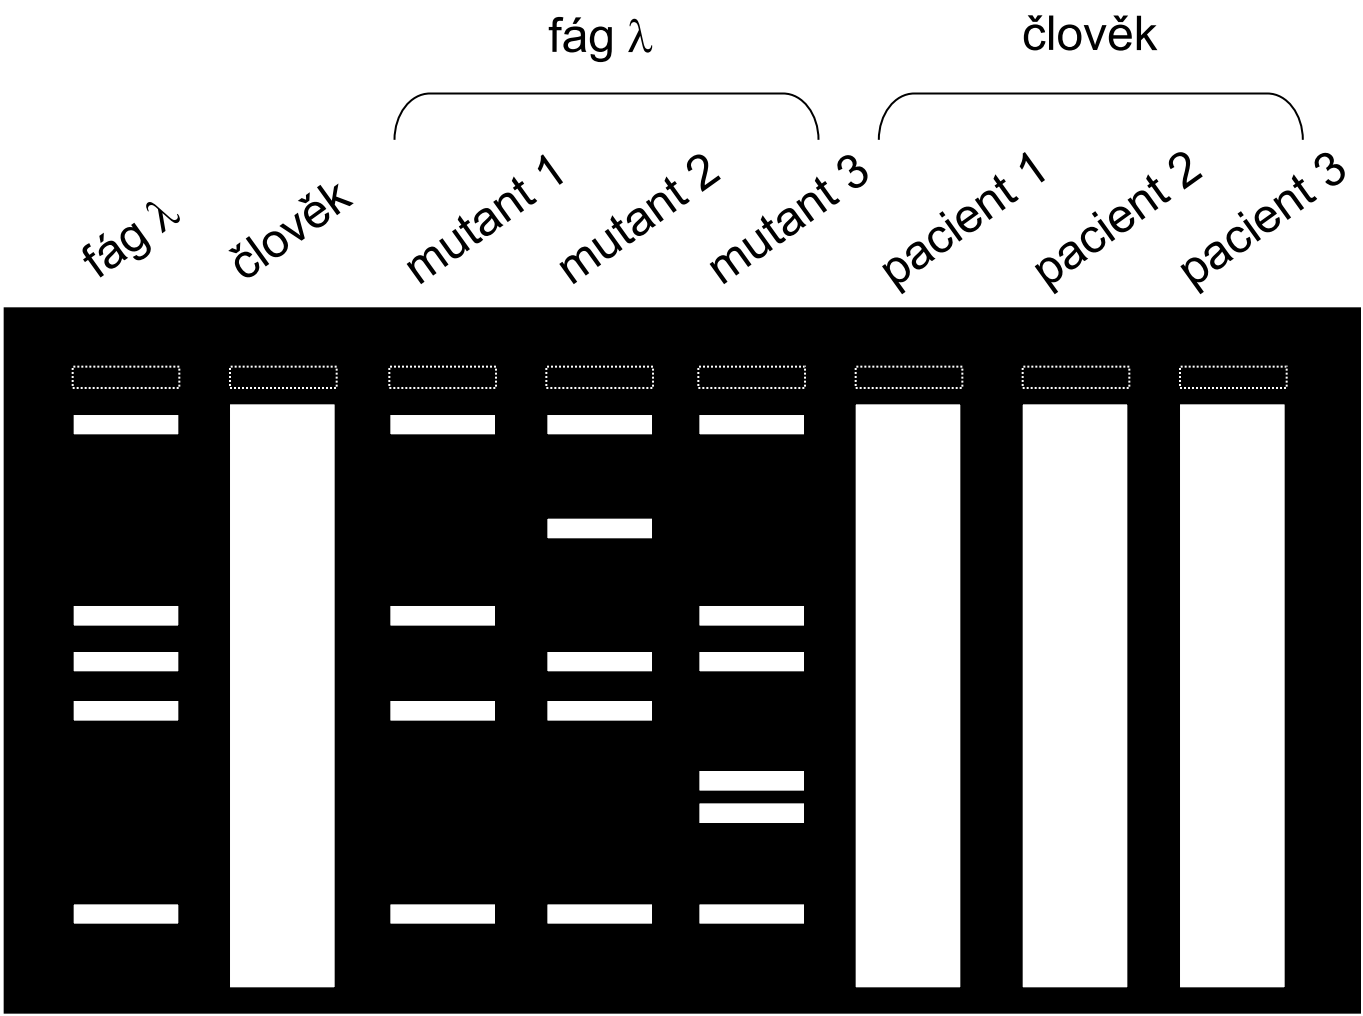 fág λ
člověk
fág λ
člověk
mutant 1
mutant 2
mutant 3
pacient 1
pacient 2
pacient 3